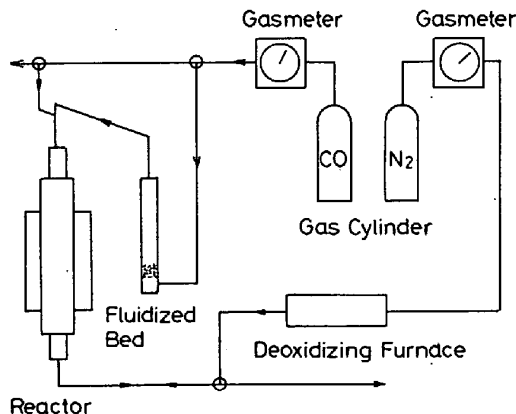 Gasmeter
Gasmeter
CO
N2
Gas Cylinder
Fluidized
Bed
Deoxidizing Furnace
Reactor